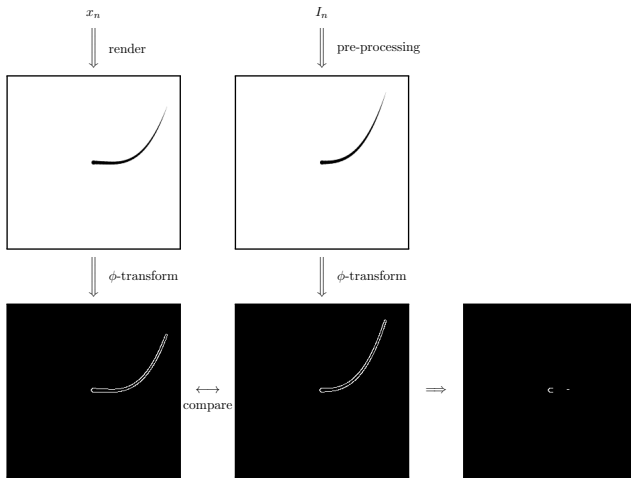 x_n I_n
render pre-processing
ϕ-transform ϕ-transform
compare